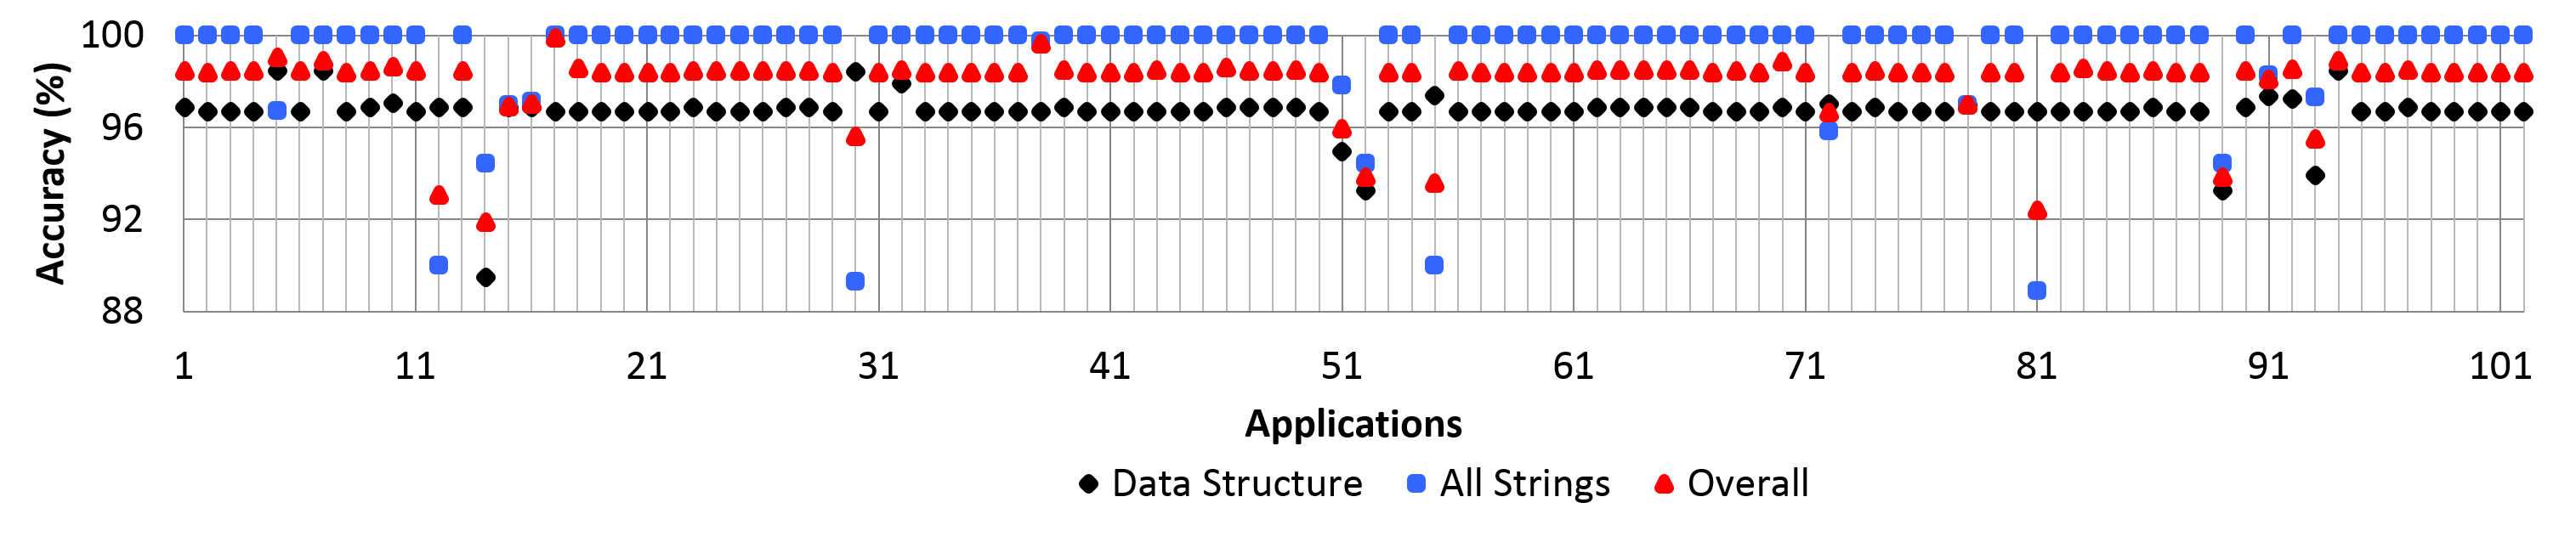 Accuracy (%)
100
96
92
88
1 11 21 31 41 51 61 71 81 91 101
Applications
Data Structure All Strings Overall